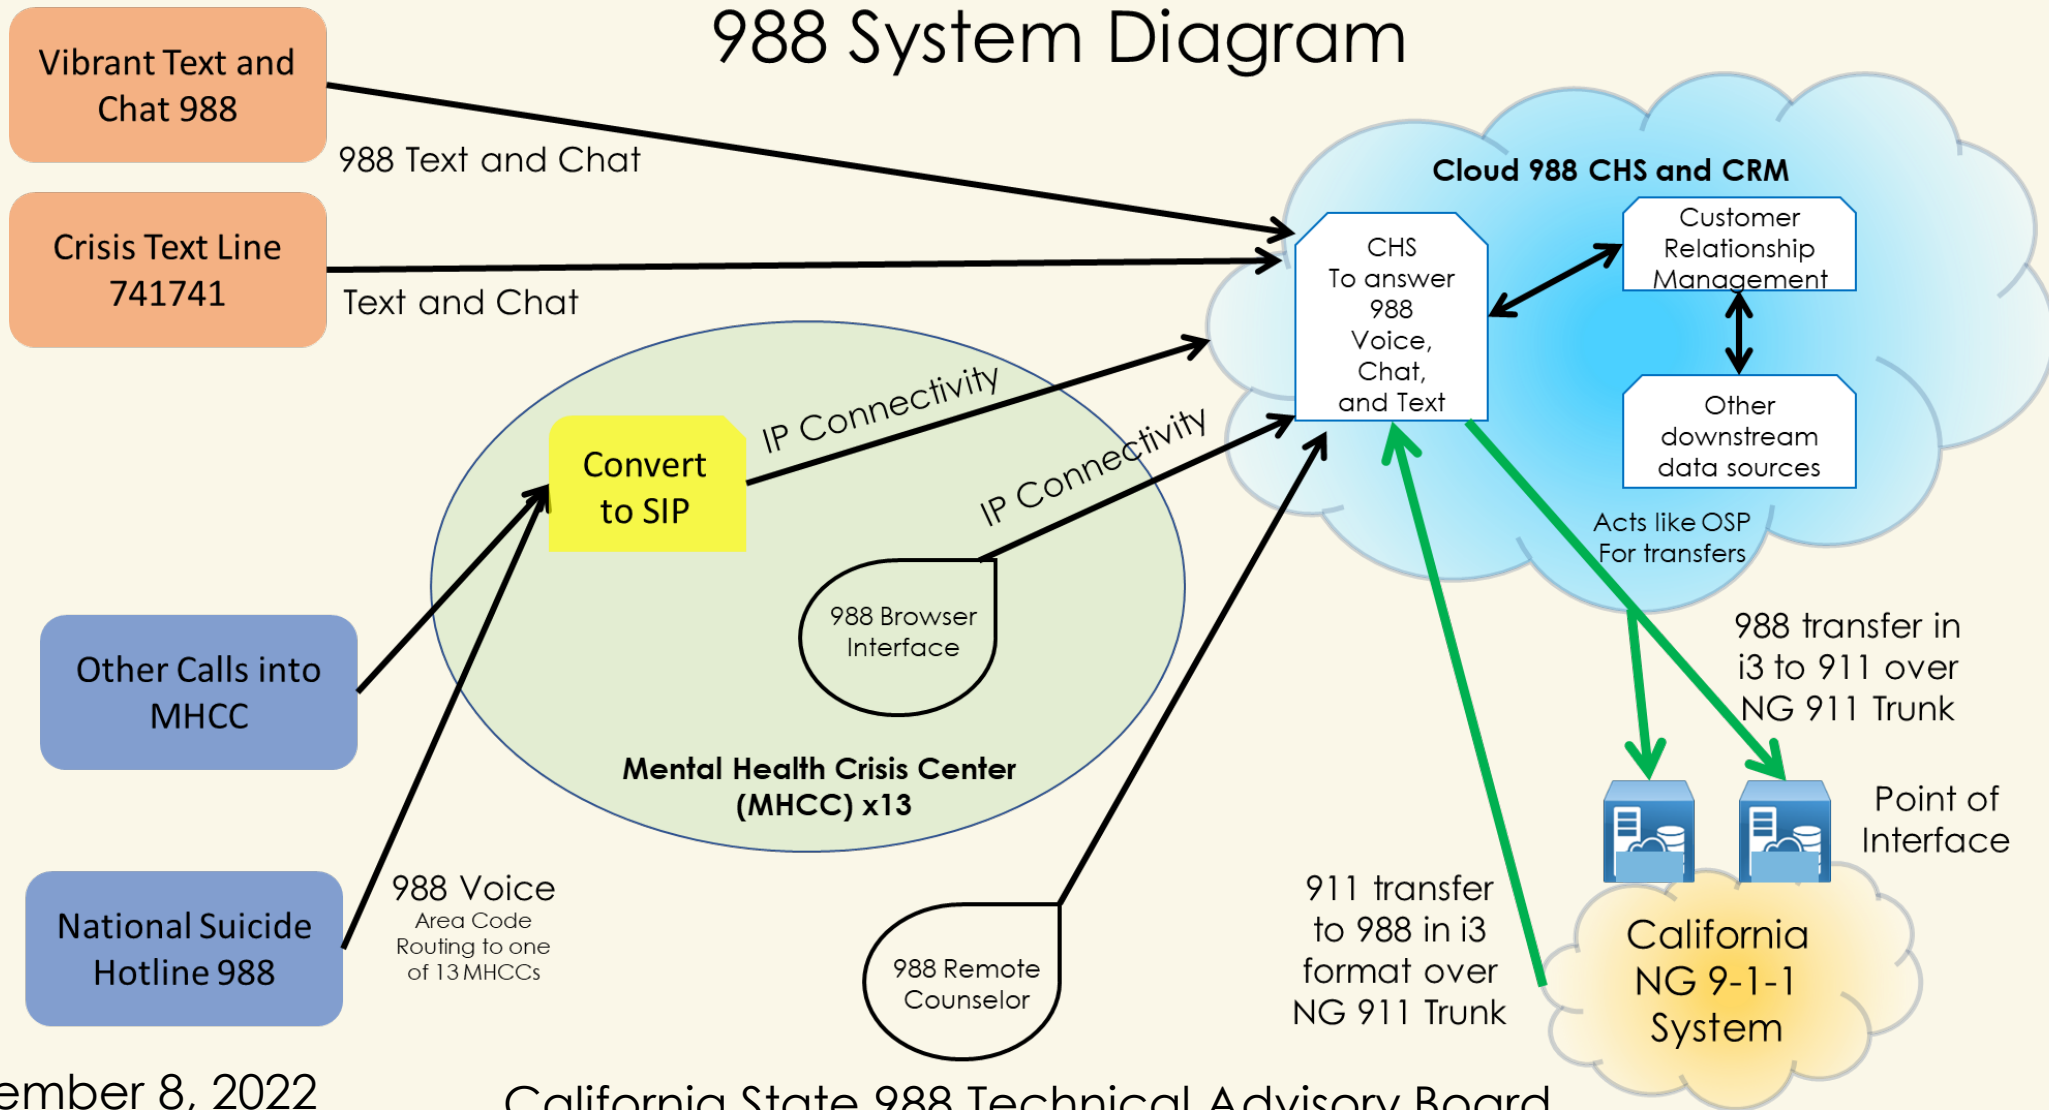 988 System Diagram
Vibrant Text and
Chat 988
988 Text and Chat
Crisis Text Line
741741
Text and Chat
Cloud 988 CHS and CRM
CHS
To answer
988
Voice,
Chat,
and Text
Customer
Relationship
Management
Other
downstream
data sources
Acts like OSP
For transfers
IP Connectivity
Convert
to SIP
IP Connectivity
988 Browser
Interface
Mental Health Crisis Center
(MHCC) x13
Other Calls into
MHCC
National Suicide
Hotline 988
988 Voice
Area Code
Routing to one
of 13 MHCCs
988 Remote
Counselor
988 transfer in
i3 to 911 over
NG 911 Trunk
Point of
Interface
911 transfer
to 988 in i3
format over
NG 911 Trunk
California
NG 9-1-1
System
ember 8, 2022
California State 988 Technical Advisory Board